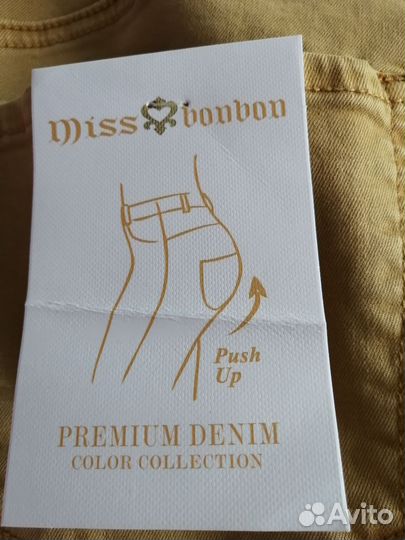 miss bonbon
Push
Up
PREMIUM DENIM
COLOR COLLECTION
Avito